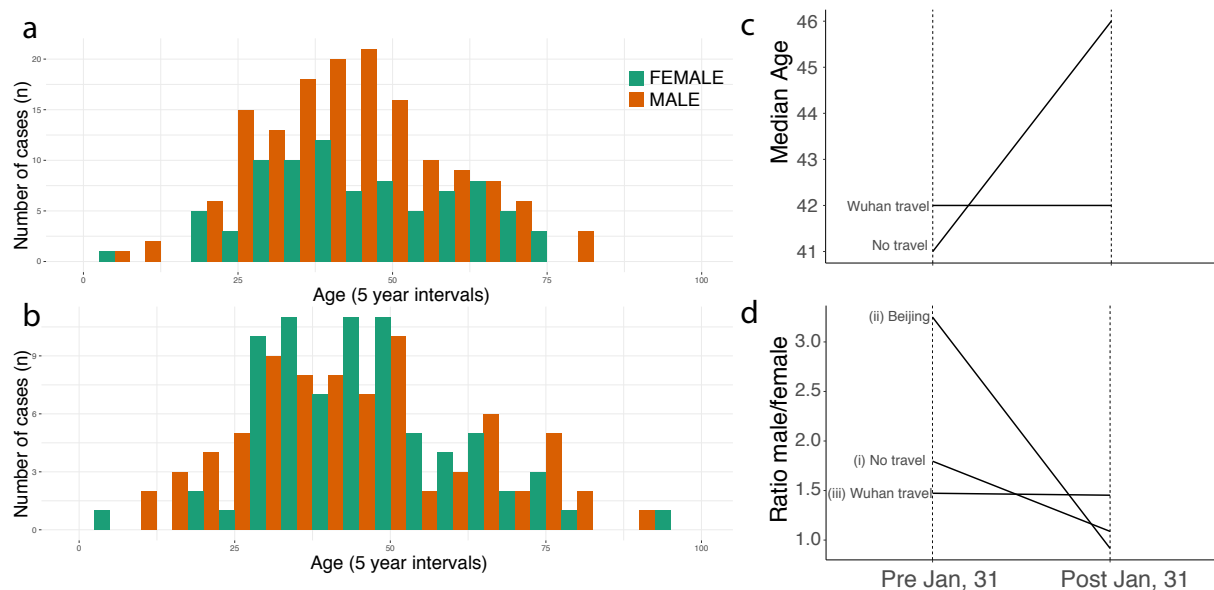 a
Number of cases (n)
20
15
10
5
0
FEMALE
MALE
0
25
50
75
100
Age (5 year intervals)
b
Number of cases (n)
9
6
3
0
0
25
50
75
100
Age (5 year intervals)
c
Median Age
46
45
44
43
42
41
Wuhan travel
No travel
d
Ratio male/female
3.0
2.5
2.0
1.5
1.0
(ii) Beijing
(i) No travel
(iii) Wuhan travel
Pre Jan, 31
Post Jan, 31